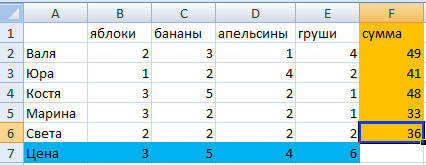 A B C D E F
1 яблоки бананы апельсины груши сумма
2 Валя 2 3 1 4 49
3 Юра 1 2 4 2 41
4 Костя 3 5 2 1 48
5 Марина 3 2 2 1 33
6 Света 2 2 2 2 36
7 Цена 3 5 4 6